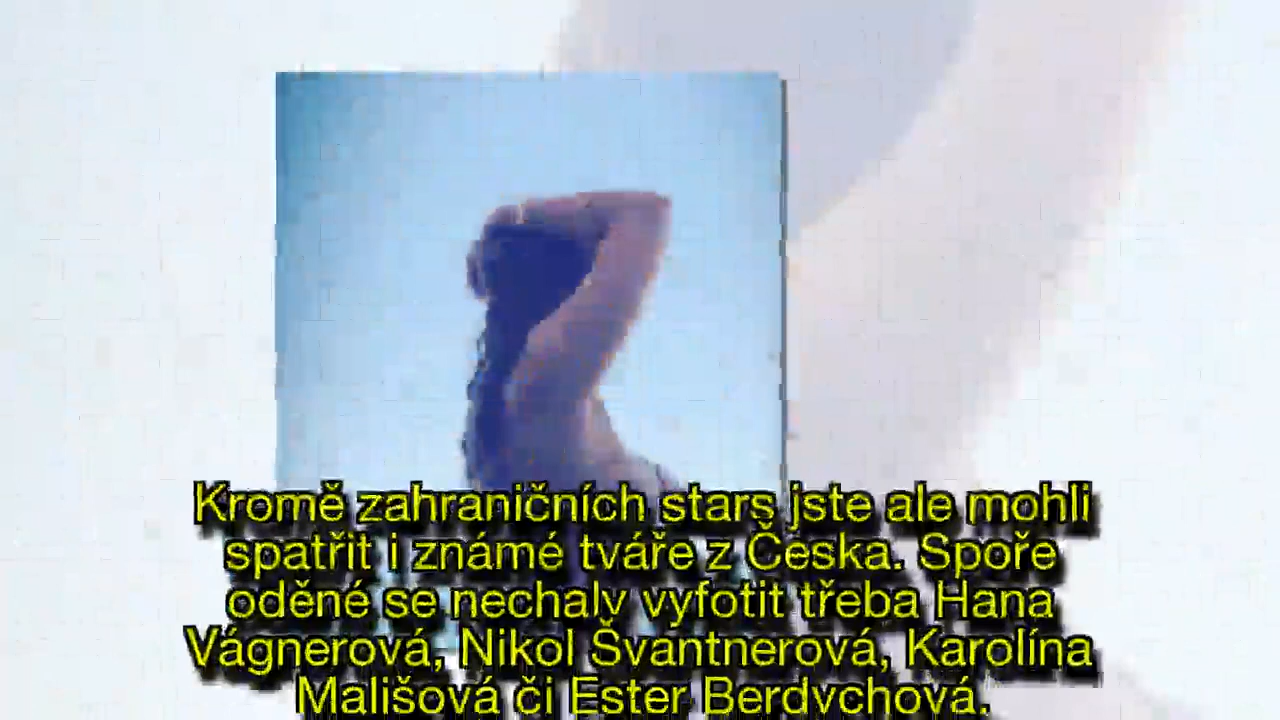 Kromě zahraničních stars jste ale mohli
spatřit i známé tváře z Česka. Spoře
oděné se nechaly vyfotit třeba Hana
Vágnerová, Nikol Švantnerová, Karolína
Mališová či Ester Berdychová.